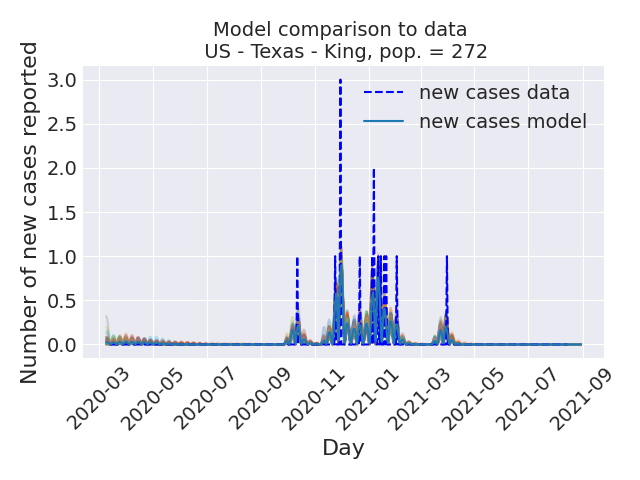 Model comparison to data
US - Texas - King, pop. = 272
Number of new cases reported
3.0
2.5
2.0
1.5
1.0
0.5
0.0
new cases data
new cases model
2020-03
2020-05
2020-07
2020-09
2020-11
2021-01
2021-03
2021-05
2021-07
2021-09
Day